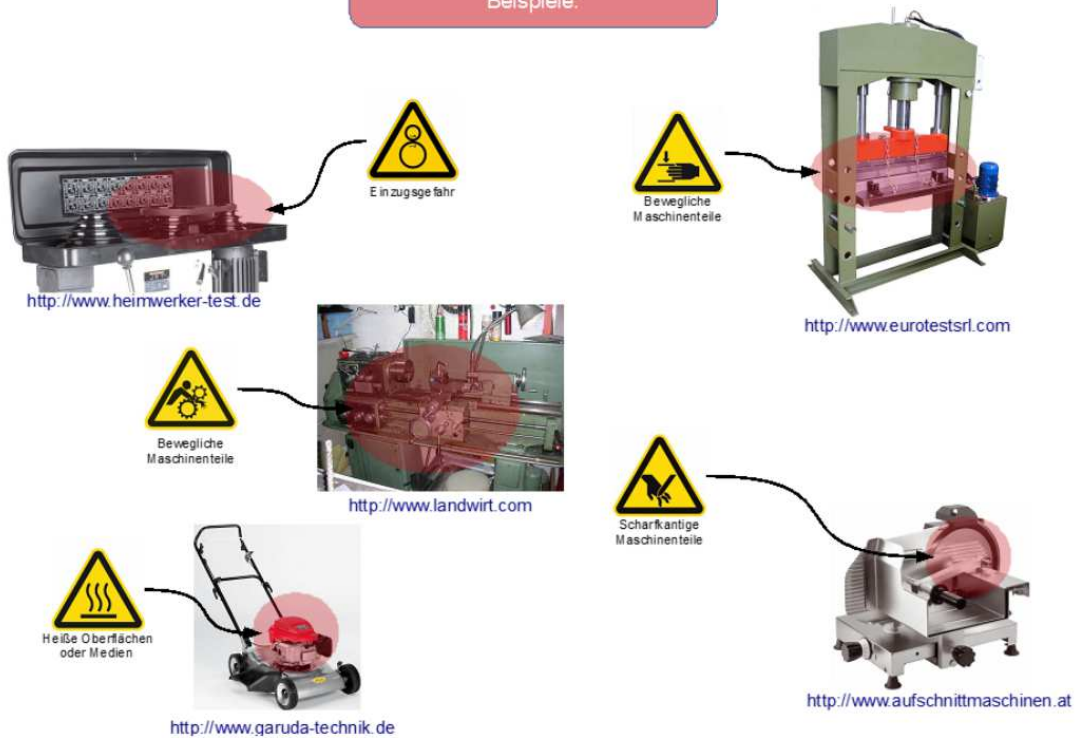 Beispiele:
Einzugsgefahr
Bewegliche
Maschinenteile
http://www.heimwerker-test.de
http://www.eurotestsrl.com
Bewegliche
Maschinenteile
http://www.landwirt.com
Scharfkantige
Maschinenteile
Heiße Oberflächen
oder Medien
http://www.aufschnittmaschinen.at
http://www.garuda-technik.de